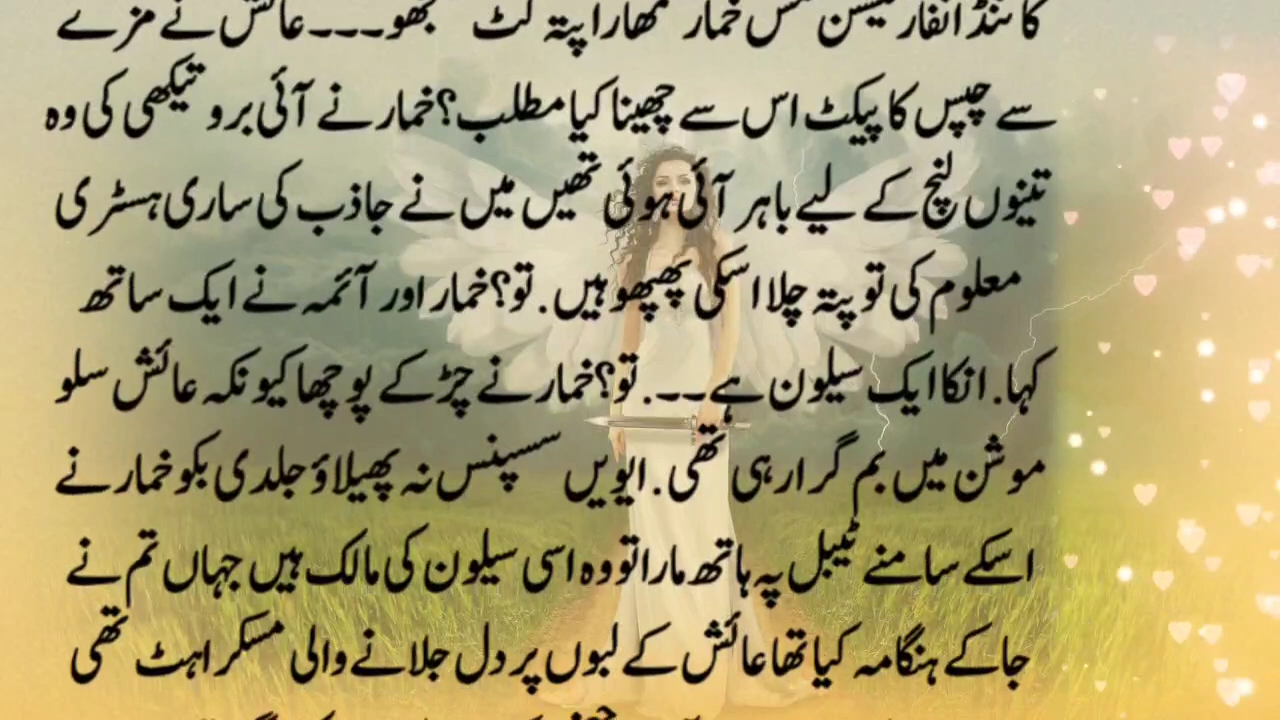 کائنڈ انفارمیشن مس خمار تمھارا پتہ کٹ سمجھو۔۔۔عائش نے مزے
سے چپس کا پیکٹ اس سے چھینا کیا مطلب؟خمار نے آئی برو تیکھی کی وہ
تینوں لنچ کے لیے باہر آئی ہوئی تھیں میں نے جاذب کی ساری ہسٹری
معلوم کی تو پتہ چلا اسکی پھپھو ہیں.تو؟خمار اور آئمہ نے ایک ساتھ
کہا. انکا ایک سیلون ہے۔۔.تو؟خمار نے چڑ کے پوچھا کیونکہ عائش سلو
موشن میں بم گرا رہی تھی.ایویں سسپنس نہ پھیلاؤ جلدی بکو خمار نے
اسکے سامنے ٹیبل پہ ہاتھ مارا تو وہ اسی سیلون کی مالک ہیں جہاں تم نے
جا کے ہنگامہ کیا تھا عائش کے لبوں پر دل جلانے والی مسکراہٹ تھی